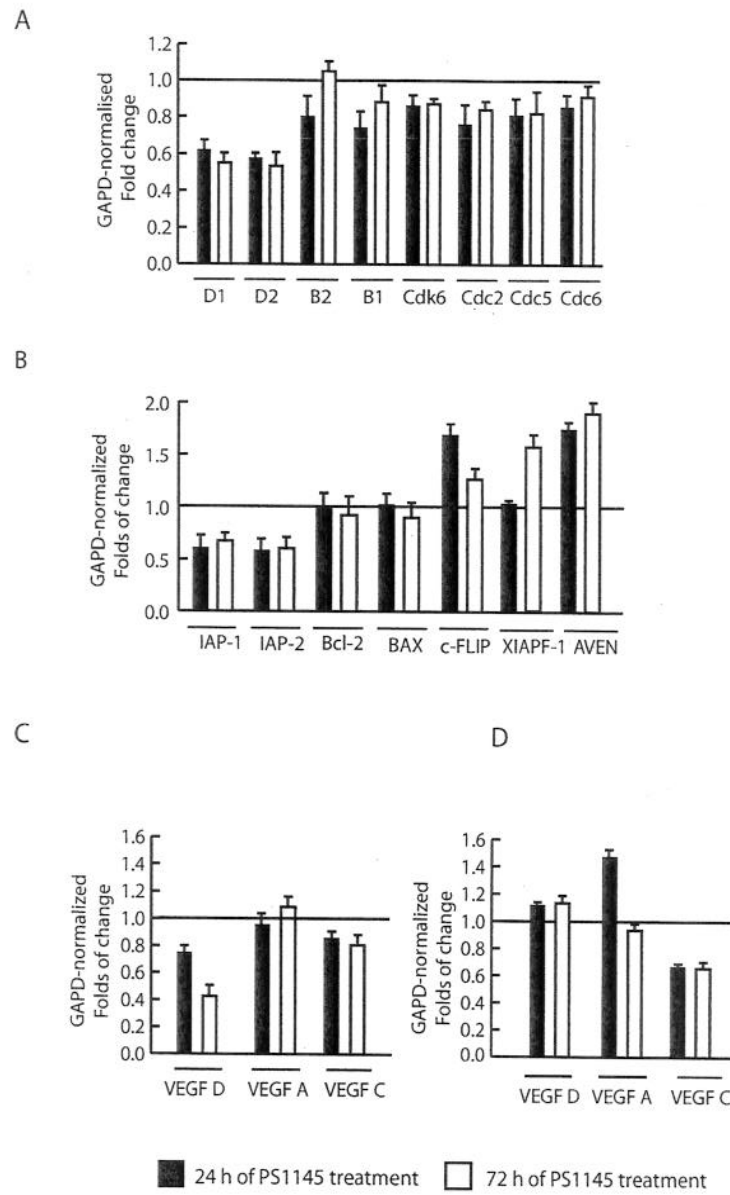 A
GAPD-normalised
Fold change
1.2
1.0
0.8
0.6
0.4
0.2
0.0
D1 D2 B2 B1 Cdk6 Cdc2 Cdc5 Cdc6
B
GAPD-normalized
Folds of change
2.0
1.5
1.0
0.5
0.0
IAP-1 IAP-2 Bcl-2 BAX c-FLIP XIAPF-1 AVEN
C
GAPD-normalized
Folds of change
1.6
1.4
1.2
1.0
0.8
0.6
0.4
0.2
0.0
VEGF D VEGF A VEGF C
D
GAPD-normalized
Folds of change
1.6
1.4
1.2
1.0
0.8
0.6
0.4
0.2
0.0
VEGF D VEGF A VEGF C
24 h of PS1145 treatment 72 h of PS1145 treatment